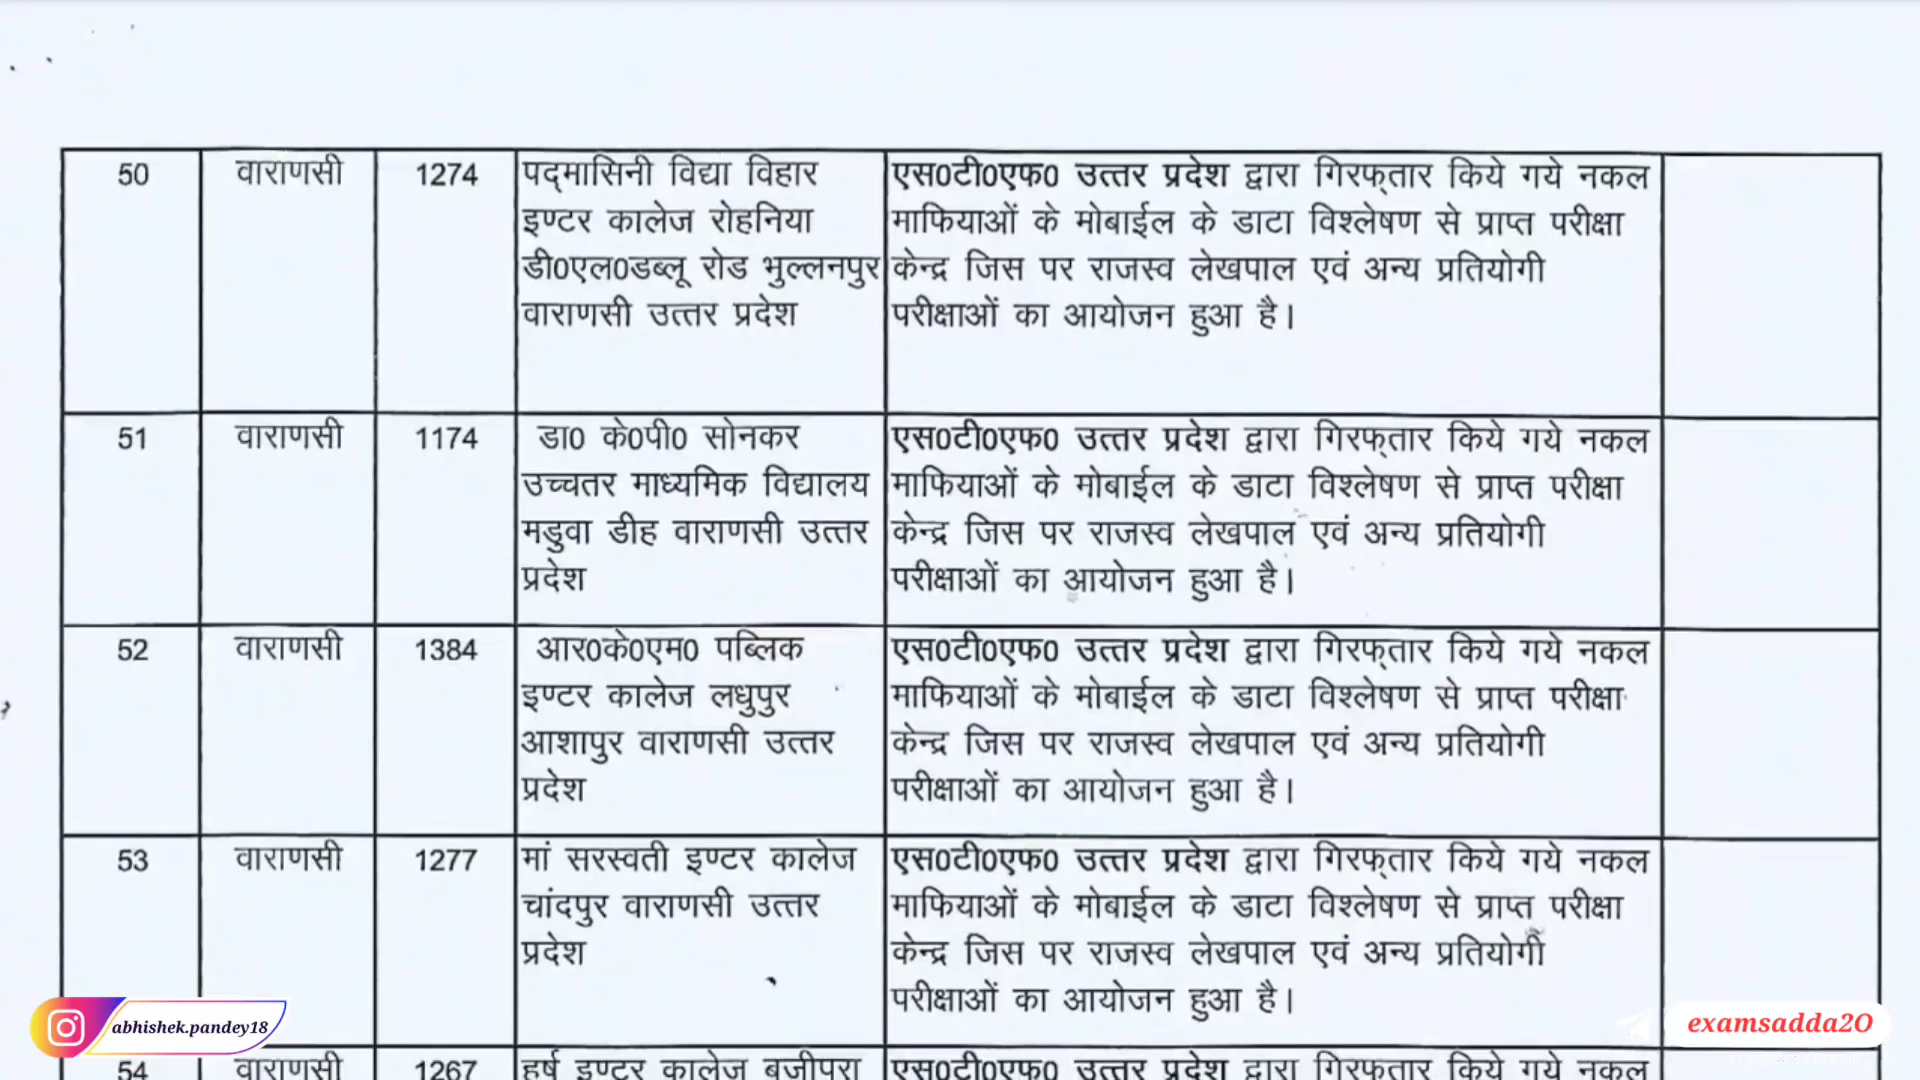 50 वाराणसी 1274 पद्मासिनी विद्या विहार एस0टी0एफ0 उत्तर प्रदेश द्वारा गिरफ्तार किये गये नकल
इण्टर कालेज रोहनिया माफियाओं के मोबाईल के डाटा विश्लेषण से प्राप्त परीक्षा
डी0एल0डब्लू रोड भुल्लनपुर केन्द्र जिस पर राजस्व लेखपाल एवं अन्य प्रतियोगी
वाराणसी उत्तर प्रदेश परीक्षाओं का आयोजन हुआ है।
51 वाराणसी 1174 डा0 के0पी0 सोनकर एस0टी0एफ0 उत्तर प्रदेश द्वारा गिरफ्तार किये गये नकल
उच्चतर माध्यमिक विद्यालय माफियाओं के मोबाईल के डाटा विश्लेषण से प्राप्त परीक्षा
मडुवा डीह वाराणसी उत्तर केन्द्र जिस पर राजस्व लेखपाल एवं अन्य प्रतियोगी
प्रदेश परीक्षाओं का आयोजन हुआ है।
52 वाराणसी 1384 आर0के0एम0 पब्लिक एस0टी0एफ0 उत्तर प्रदेश द्वारा गिरफ्तार किये गये नकल
इण्टर कालेज लधुपुर माफियाओं के मोबाईल के डाटा विश्लेषण से प्राप्त परीक्षा
आशापुर वाराणसी उत्तर केन्द्र जिस पर राजस्व लेखपाल एवं अन्य प्रतियोगी
प्रदेश परीक्षाओं का आयोजन हुआ है।
53 वाराणसी 1277 मां सरस्वती इण्टर कालेज एस0टी0एफ0 उत्तर प्रदेश द्वारा गिरफ्तार किये गये नकल
चांदपुर वाराणसी उत्तर माफियाओं के मोबाईल के डाटा विश्लेषण से प्राप्त परीक्षा
प्रदेश केन्द्र जिस पर राजस्व लेखपाल एवं अन्य प्रतियोगी
परीक्षाओं का आयोजन हुआ है।
abhishek.pandey18
examsadda20
54 वाराणसी 1267 हर्ष इण्टर कालेज बजीपुरा एस0टी0एफ0 उत्तर प्रदेश द्वारा गिरफ्तार किये गये नकल